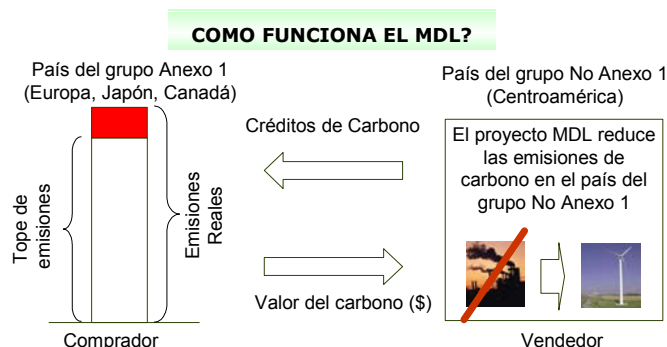 COMO FUNCIONA EL MDL?
País del grupo Anexo 1
(Europa, Japón, Canadá)
Tope de
emisiones
Emisiones
Reales
Comprador
Créditos de Carbono
Valor del carbono ($)
País del grupo No Anexo 1
(Centroamérica)
El proyecto MDL reduce
las emisiones de
carbono en el país del
grupo No Anexo 1
Vendedor